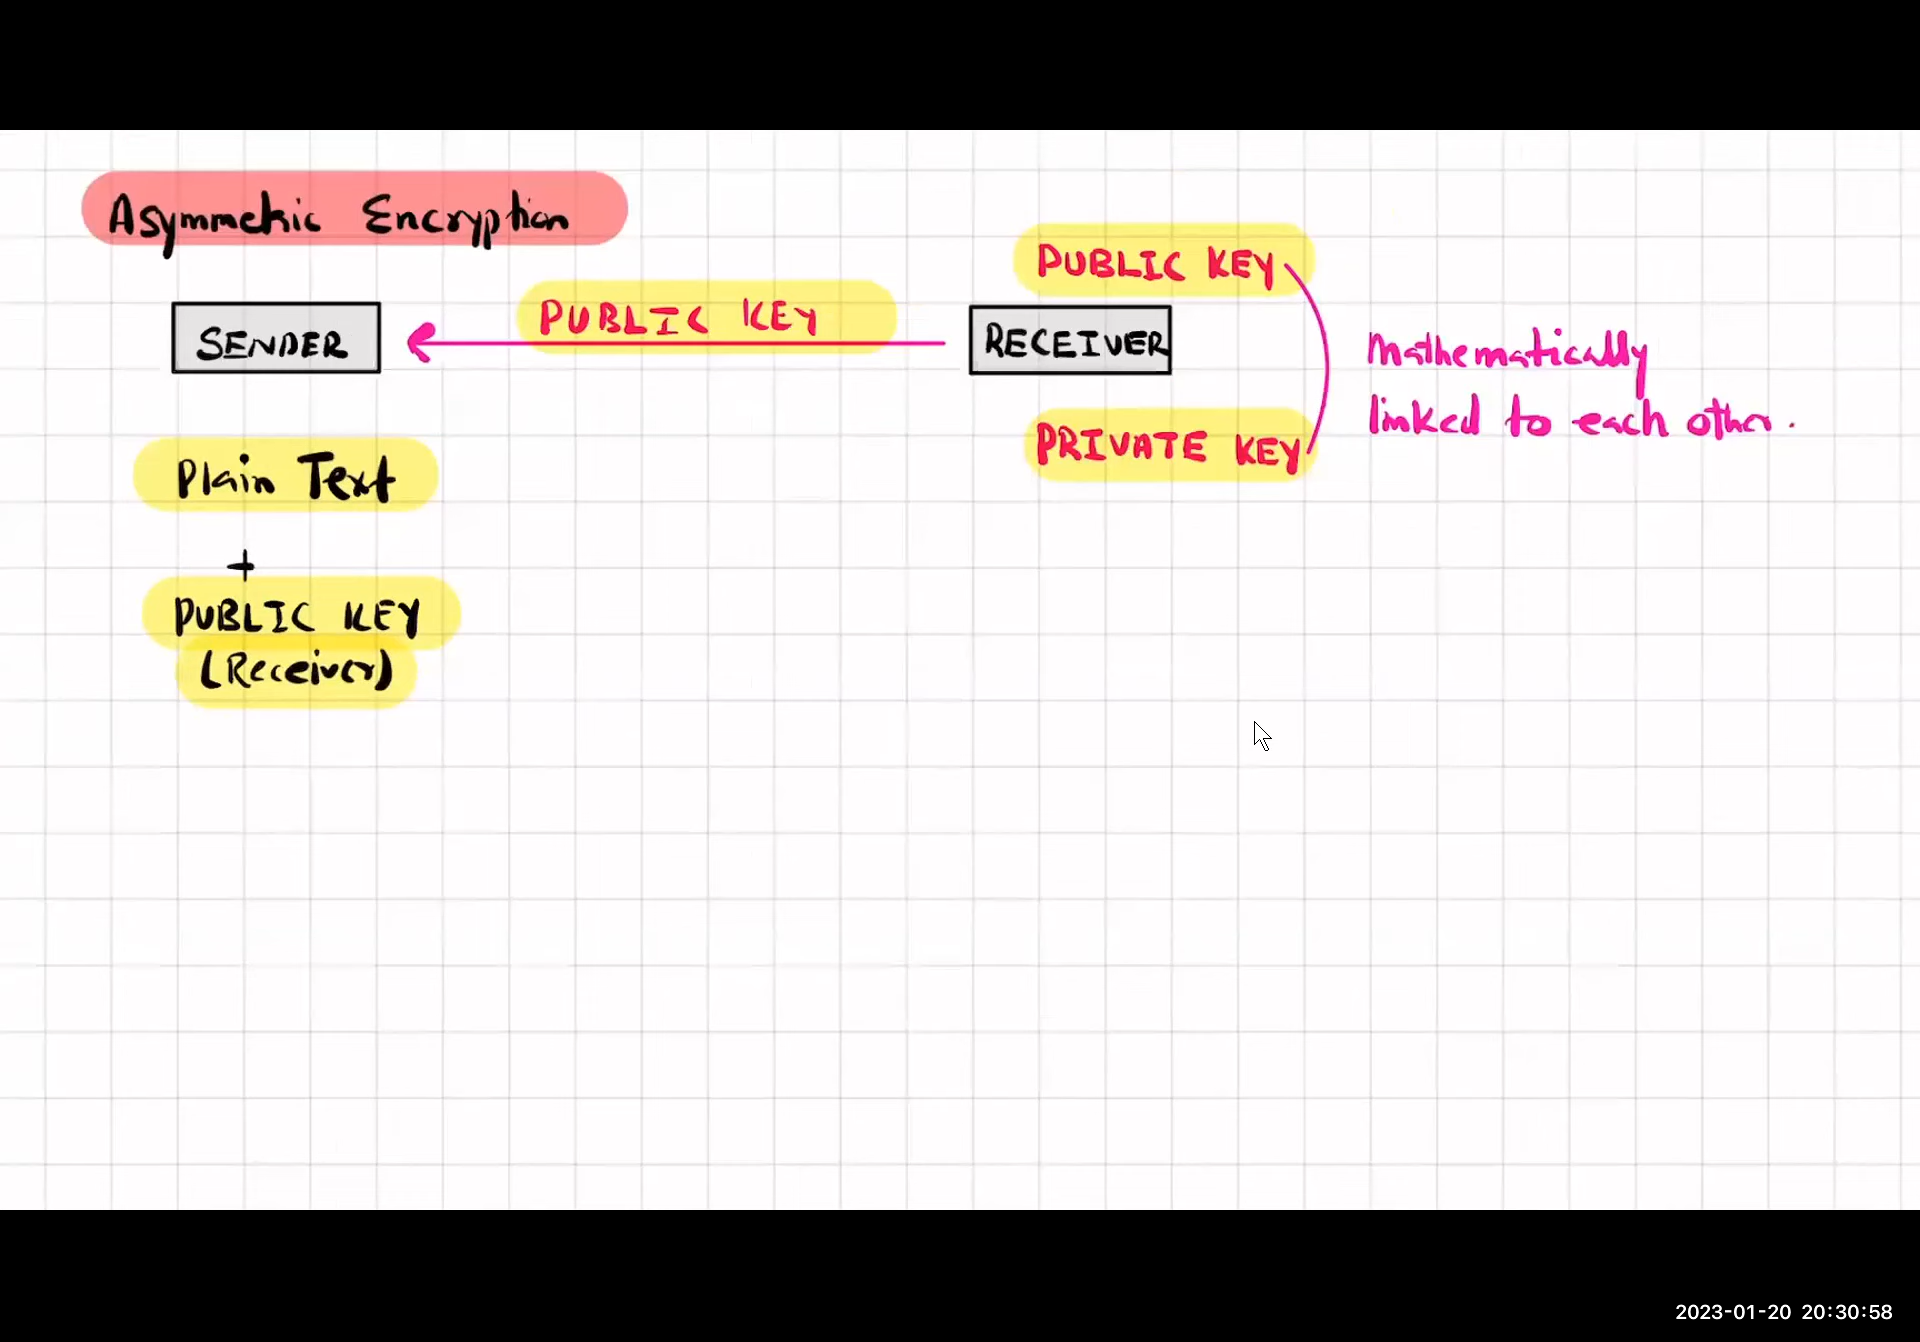 Asymmetric Encryption
PUBLIC KEY
PUBLIC KEY
SENDER
RECEIVER
Mathematically
linked to each other.
PRIVATE KEY
Plain Text
+
PUBLIC KEY
(Receiver)
2023-01-20 20:30:58